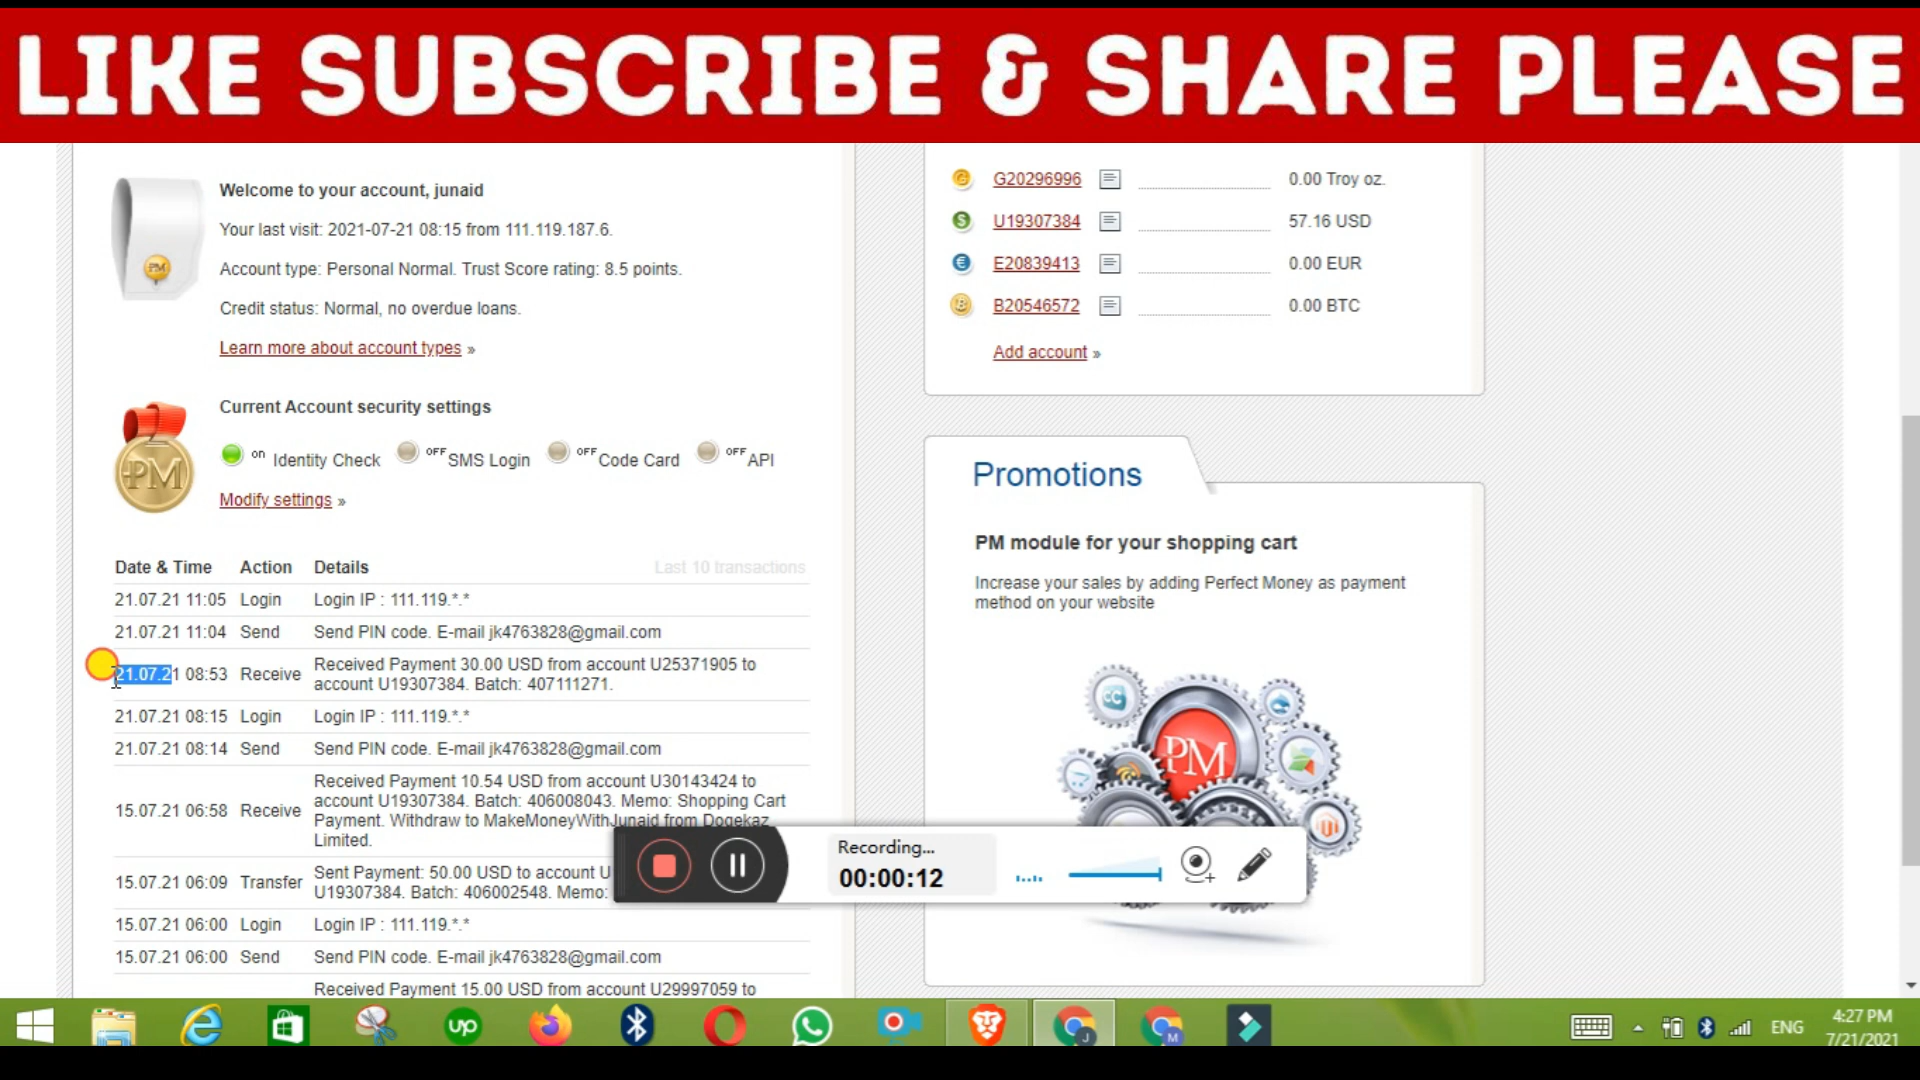 LIKE SUBSCRIBE & SHARE PLEASE
Welcome to your account, junaid
Your last visit: 2021-07-21 08:15 from 111.119.187.6.
Account type: Personal Normal. Trust Score rating: 8.5 points.
Credit status: Normal, no overdue loans.
Learn more about account types »
PM
Current Account security settings
on Identity Check OFF SMS Login OFF Code Card OFF API
Modify settings »
PM
Date & Time Action Details Last 10 transactions
21.07.21 11:05 Login Login IP : 111.119.*.*
21.07.21 11:04 Send Send PIN code. E-mail jk4763828@gmail.com
21.07.21 08:53 Receive Received Payment 30.00 USD from account U25371905 to
account U19307384. Batch: 407111271.
21.07.21 08:15 Login Login IP : 111.119.*.*
21.07.21 08:14 Send Send PIN code. E-mail jk4763828@gmail.com
15.07.21 06:58 Receive Received Payment 10.54 USD from account U30143424 to
account U19307384. Batch: 406008043. Memo: Shopping Cart
Payment. Withdraw to MakeMoneyWithJunaid from Dogekaz
Limited.
15.07.21 06:09 Transfer Sent Payment: 50.00 USD to account U
U19307384. Batch: 406002548. Memo:
15.07.21 06:00 Login Login IP : 111.119.*.*
15.07.21 06:00 Send Send PIN code. E-mail jk4763828@gmail.com
Received Payment 15.00 USD from account U29997059 to
G20296996 0.00 Troy oz.
U19307384 57.16 USD
E20839413 0.00 EUR
B20546572 0.00 BTC
Add account »
Promotions
PM module for your shopping cart
Increase your sales by adding Perfect Money as payment
method on your website
CC
PM
Recording...
00:00:12
up
J
M
ENG
4:27 PM
7/21/2021